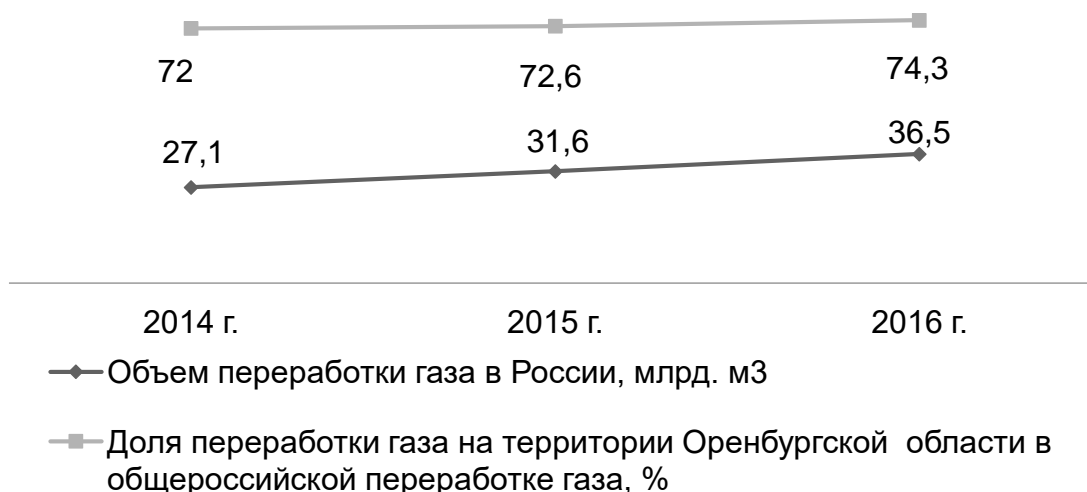 72
72,6
74,3
27,1
31,6
36,5
2014 г.
2015 г.
2016 г.
Объем переработки газа в России, млрд. м3
Доля переработки газа на территории Оренбургской области в
общероссийской переработке газа, %